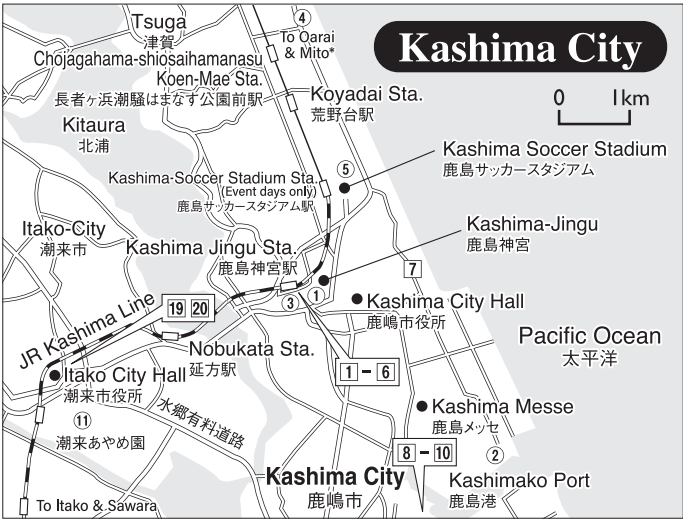 Kashima City
0 1km
Tsuga
津賀
④
To Oarai
& Mito*
Chojagahama-shiosaihamanasu
Koen-Mae Sta.
長者ヶ浜潮騒はまなす公園前駅
Koyadai Sta.
荒野台駅
Kitaura
北浦
Kashima Soccer Stadium
鹿島サッカースタジアム
⑤
Kashima-Soccer Stadium Sta.
(Event days only)
鹿島サッカースタジアム駅
Kashima-Jingu
鹿島神宮
Itako-City
潮来市
Kashima Jingu Sta.
鹿島神宮駅
7
19 20
③
①
Kashima City Hall
鹿嶋市役所
JR Kashima Line
Pacific Ocean
太平洋
Nobukata Sta.
延方駅
1 - 6
Itako City Hall
潮来市役所
⑪
潮来あやめ園
水郷有料道路
Kashima Messe
鹿島メッセ
8 - 10
②
Kashima City
鹿嶋市
Kashimako Port
鹿島港
To Itako & Sawara